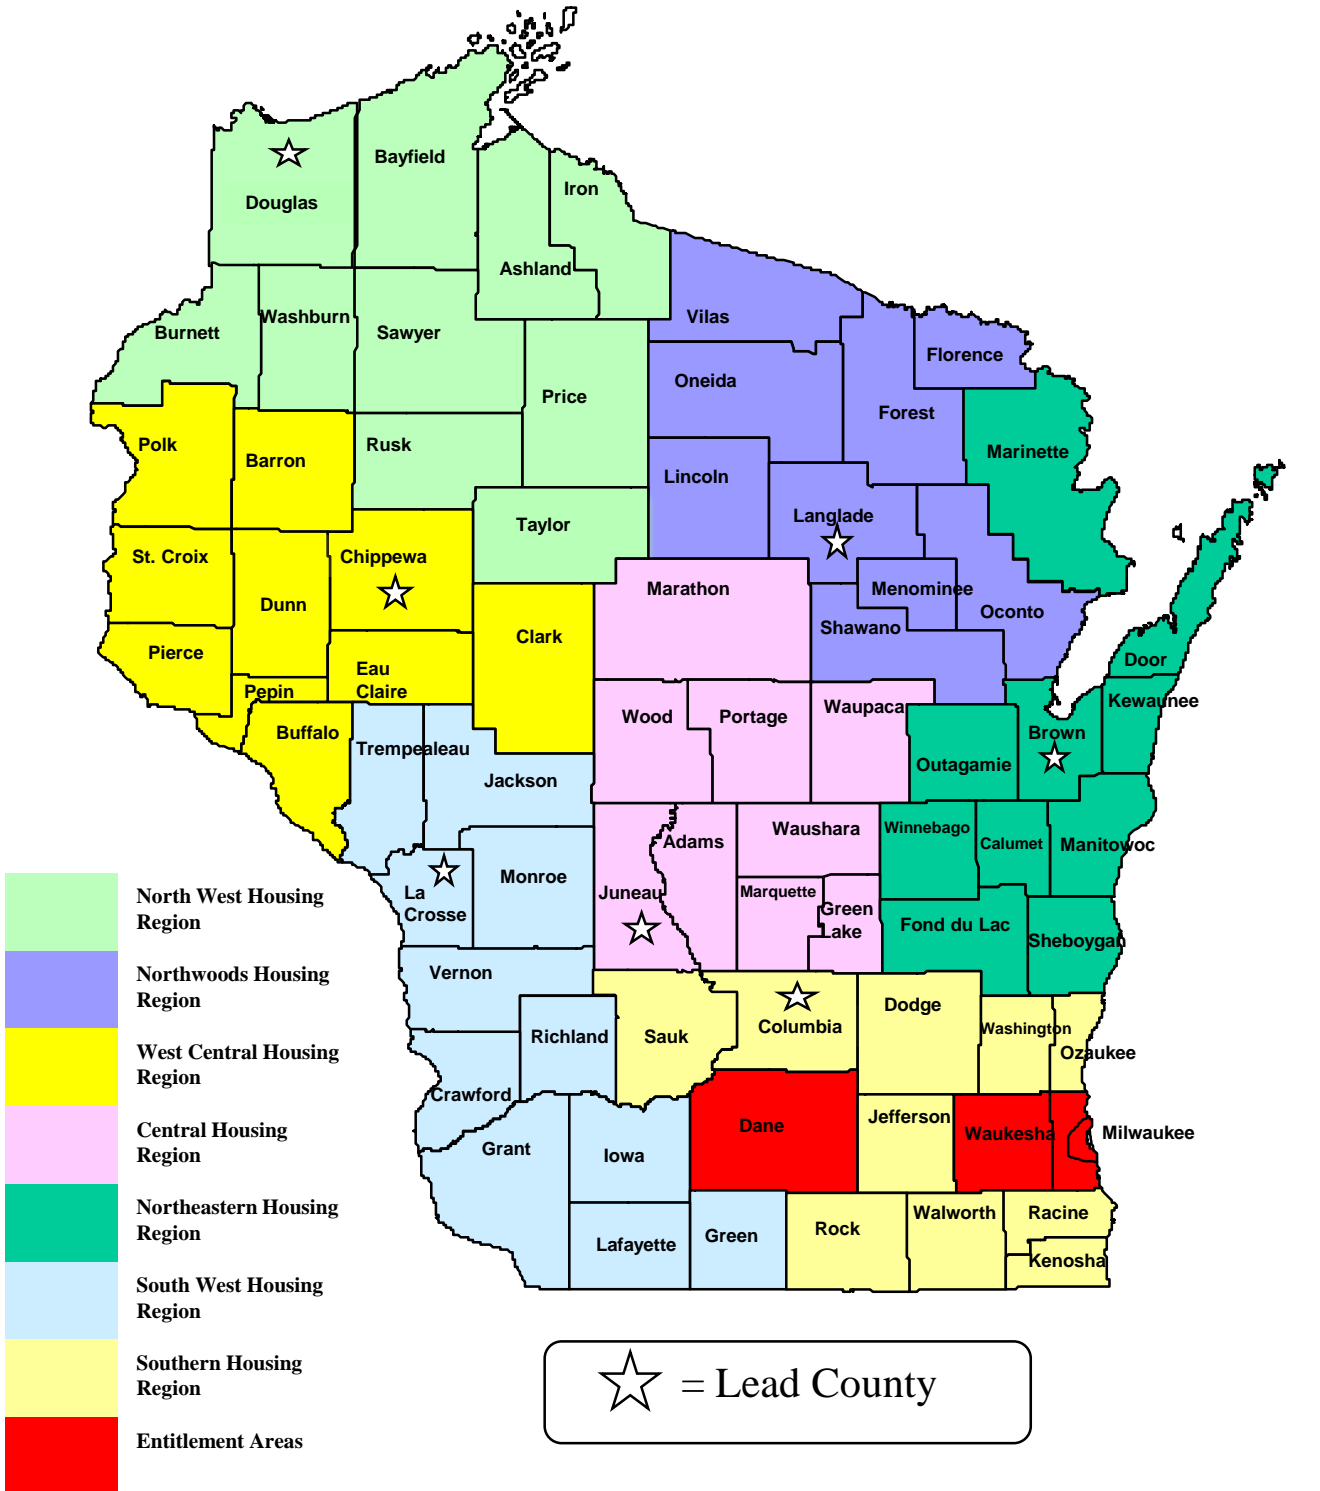 Bayfield
Iron
Douglas
Ashland
Washburn
Vilas
Burnett
Sawyer
Florence
Oneida
Price
Forest
Polk
Rusk
Marinette
Barron
Lincoln
Langlade
Taylor
St. Croix
Chippewa
Marathon
Menominee
Dunn
Oconto
Clark
Shawano
Pierce
Door
Eau
Claire
Pepin
Kewaunee
Waupaca
Wood
Portage
Buffalo
Brown
Trempealeau
Outagamie
Jackson
Waushara
Winnebago
Adams
Calumet
Manitowoc
Monroe
La
Crosse
Juneau
Marquette
Green
Lake
Fond du Lac
Sheboygan
Vernon
Dodge
Columbia
Washington
Richland
Sauk
Ozaukee
Crawford
Jefferson
Dane
Waukesha
Milwaukee
Grant
Iowa
Walworth
Racine
Rock
Green
Lafayette
Kenosha
North West Housing
Region
Northwoods Housing
Region
West Central Housing
Region
Central Housing
Region
Northeastern Housing
Region
South West Housing
Region
Southern Housing
Region
Entitlement Areas
= Lead County